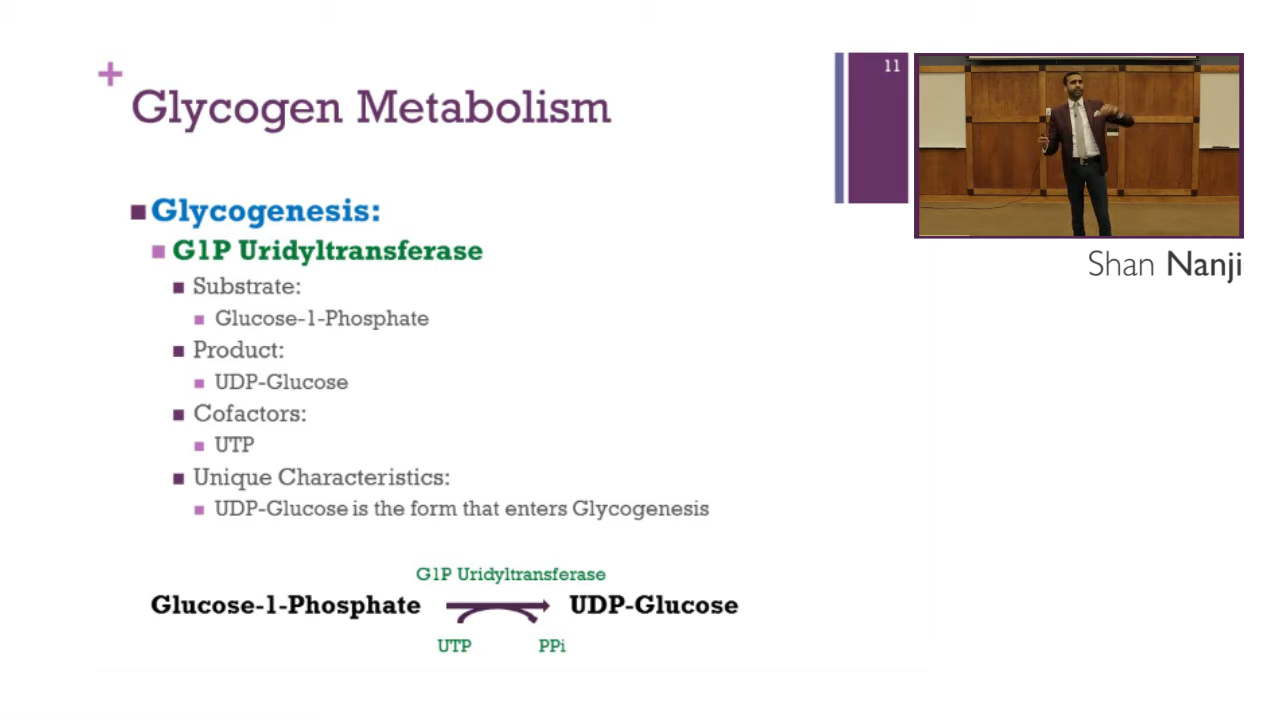 +
Glycogen Metabolism
11
Shan Nanji
Glycogenesis:
G1P Uridyltransferase
Substrate:
Glucose-1-Phosphate
Product:
UDP-Glucose
Cofactors:
UTP
Unique Characteristics:
UDP-Glucose is the form that enters Glycogenesis
G1P Uridyltransferase
Glucose-1-Phosphate UDP-Glucose
UTP PPi